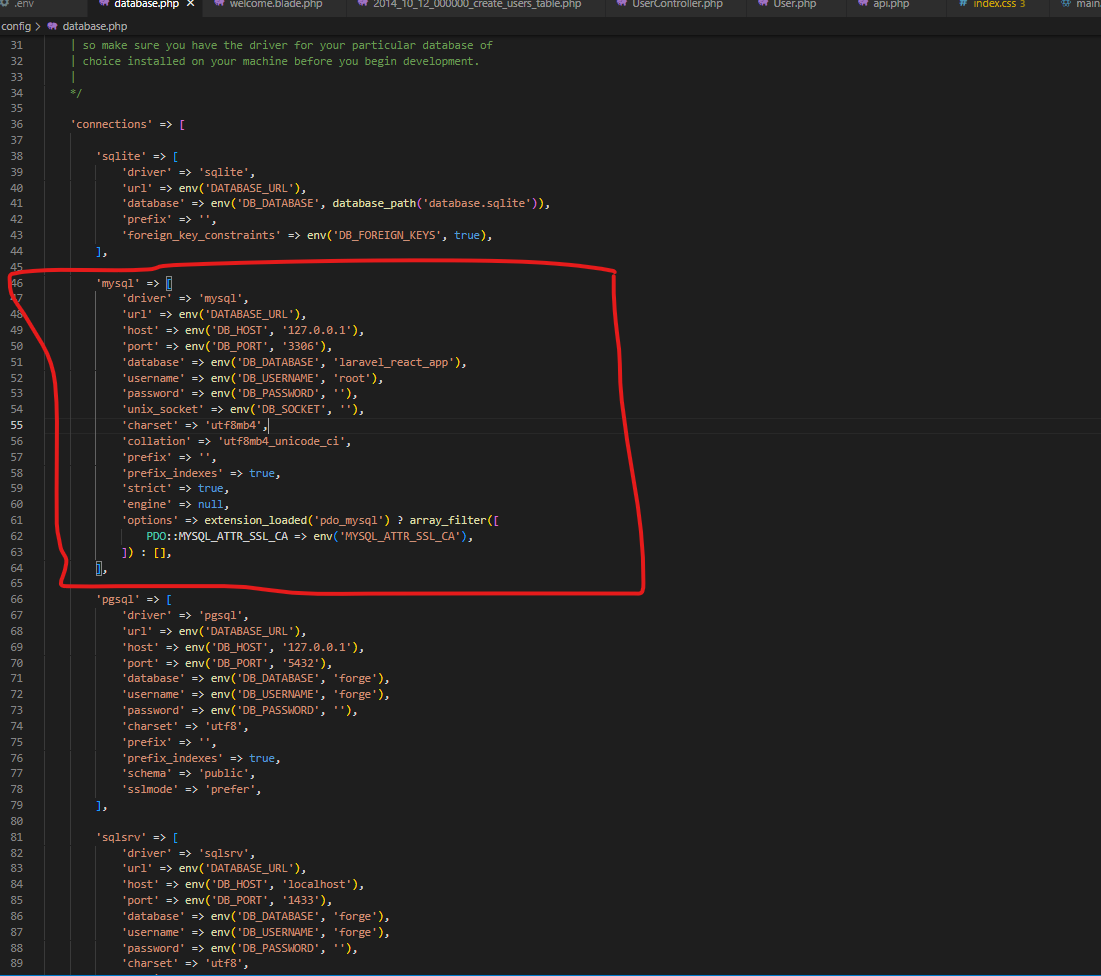 .env
database.php
welcome.blade.php
2014_10_12_000000_create_users_table.php
UserController.php
User.php
api.php
# index.css 3
main.
config > database.php
31 | so make sure you have the driver for your particular database of
32 | choice installed on your machine before you begin development.
33 |
34 */
35
36 'connections' => [
37
38 'sqlite' => [
39 'driver' => 'sqlite',
40 'url' => env('DATABASE_URL'),
41 'database' => env('DB_DATABASE', database_path('database.sqlite')),
42 'prefix' => '',
43 'foreign_key_constraints' => env('DB_FOREIGN_KEYS', true),
44 ],
45
46 'mysql' => [
47 'driver' => 'mysql',
48 'url' => env('DATABASE_URL'),
49 'host' => env('DB_HOST', '127.0.0.1'),
50 'port' => env('DB_PORT', '3306'),
51 'database' => env('DB_DATABASE', 'laravel_react_app'),
52 'username' => env('DB_USERNAME', 'root'),
53 'password' => env('DB_PASSWORD', ''),
54 'unix_socket' => env('DB_SOCKET', ''),
55 'charset' => 'utf8mb4',
56 'collation' => 'utf8mb4_unicode_ci',
57 'prefix' => '',
58 'prefix_indexes' => true,
59 'strict' => true,
60 'engine' => null,
61 'options' => extension_loaded('pdo_mysql') ? array_filter([
62 PDO::MYSQL_ATTR_SSL_CA => env('MYSQL_ATTR_SSL_CA'),
63 ]) : [],
64 ],
65
66 'pgsql' => [
67 'driver' => 'pgsql',
68 'url' => env('DATABASE_URL'),
69 'host' => env('DB_HOST', '127.0.0.1'),
70 'port' => env('DB_PORT', '5432'),
71 'database' => env('DB_DATABASE', 'forge'),
72 'username' => env('DB_USERNAME', 'forge'),
73 'password' => env('DB_PASSWORD', ''),
74 'charset' => 'utf8',
75 'prefix' => '',
76 'prefix_indexes' => true,
77 'schema' => 'public',
78 'sslmode' => 'prefer',
79 ],
80
81 'sqlsrv' => [
82 'driver' => 'sqlsrv',
83 'url' => env('DATABASE_URL'),
84 'host' => env('DB_HOST', 'localhost'),
85 'port' => env('DB_PORT', '1433'),
86 'database' => env('DB_DATABASE', 'forge'),
87 'username' => env('DB_USERNAME', 'forge'),
88 'password' => env('DB_PASSWORD', ''),
89 'charset' => 'utf8',